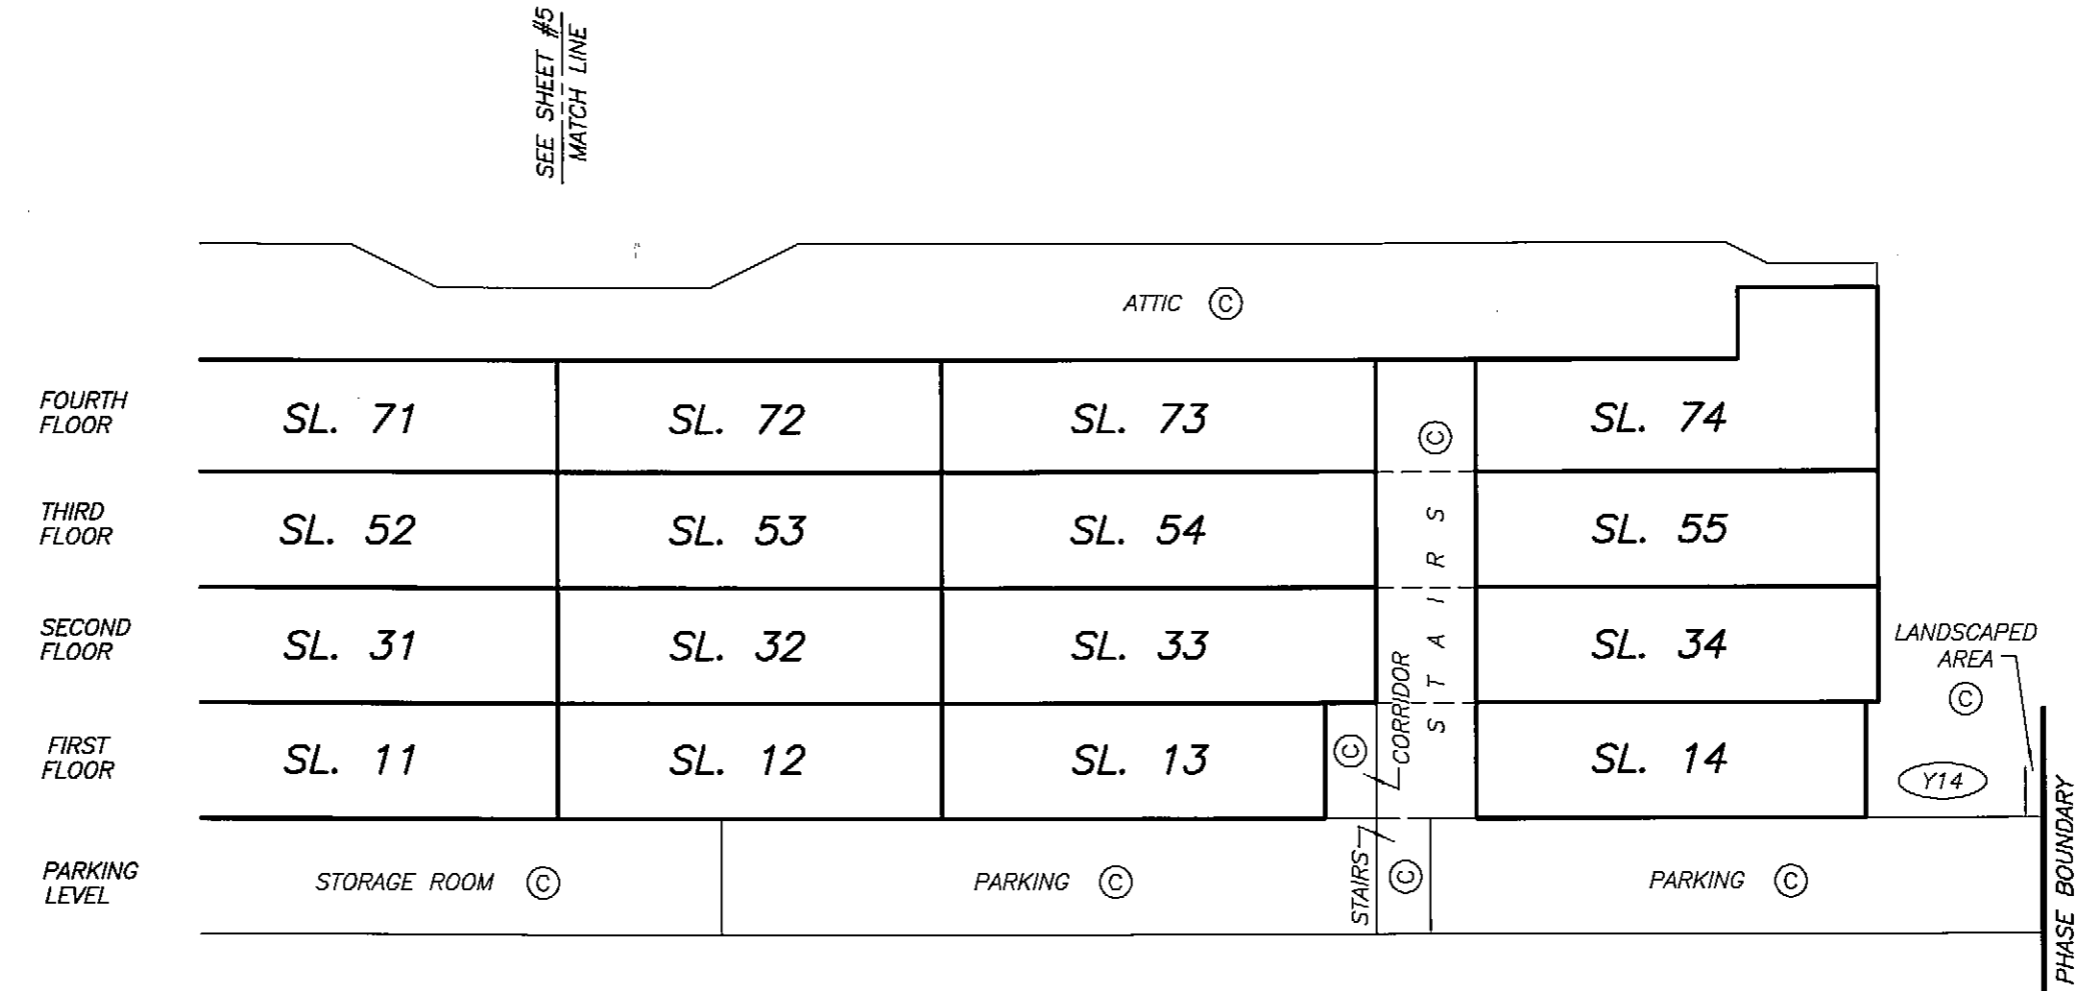 SEE SHEET #5
MATCH LINE
ATTIC Ⓒ
FOURTH
FLOOR
SL. 71
SL. 72
SL. 73
Ⓒ
SL. 74
THIRD
FLOOR
SL. 52
SL. 53
SL. 54
SL. 55
STAIRS
SECOND
FLOOR
SL. 31
SL. 32
SL. 33
SL. 34
LANDSCAPED
AREA
Ⓒ
FIRST
FLOOR
SL. 11
SL. 12
SL. 13
Ⓒ
CORRIDOR
SL. 14
Y14
PARKING
LEVEL
STORAGE ROOM Ⓒ
PARKING Ⓒ
STAIRS
Ⓒ
PARKING Ⓒ
PHASE BOUNDARY